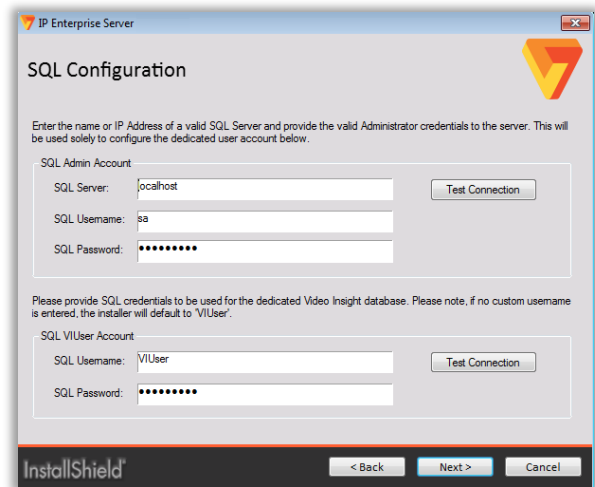 IP Enterprise Server
SQL Configuration
Enter the name or IP Address of a valid SQL Server and provide the valid Administrator credentials to the server. This will
be used solely to configure the dedicated user account below.
SQL Admin Account
SQL Server: localhost Test Connection
SQL Username: sa
SQL Password: ●●●●●●●●●
Please provide SQL credentials to be used for the dedicated Video Insight database. Please note, if no custom username
is entered, the installer will default to 'VIUser'.
SQL VIUser Account
SQL Username: VIUser Test Connection
SQL Password: ●●●●●●●●●
InstallShield® < Back Next > Cancel